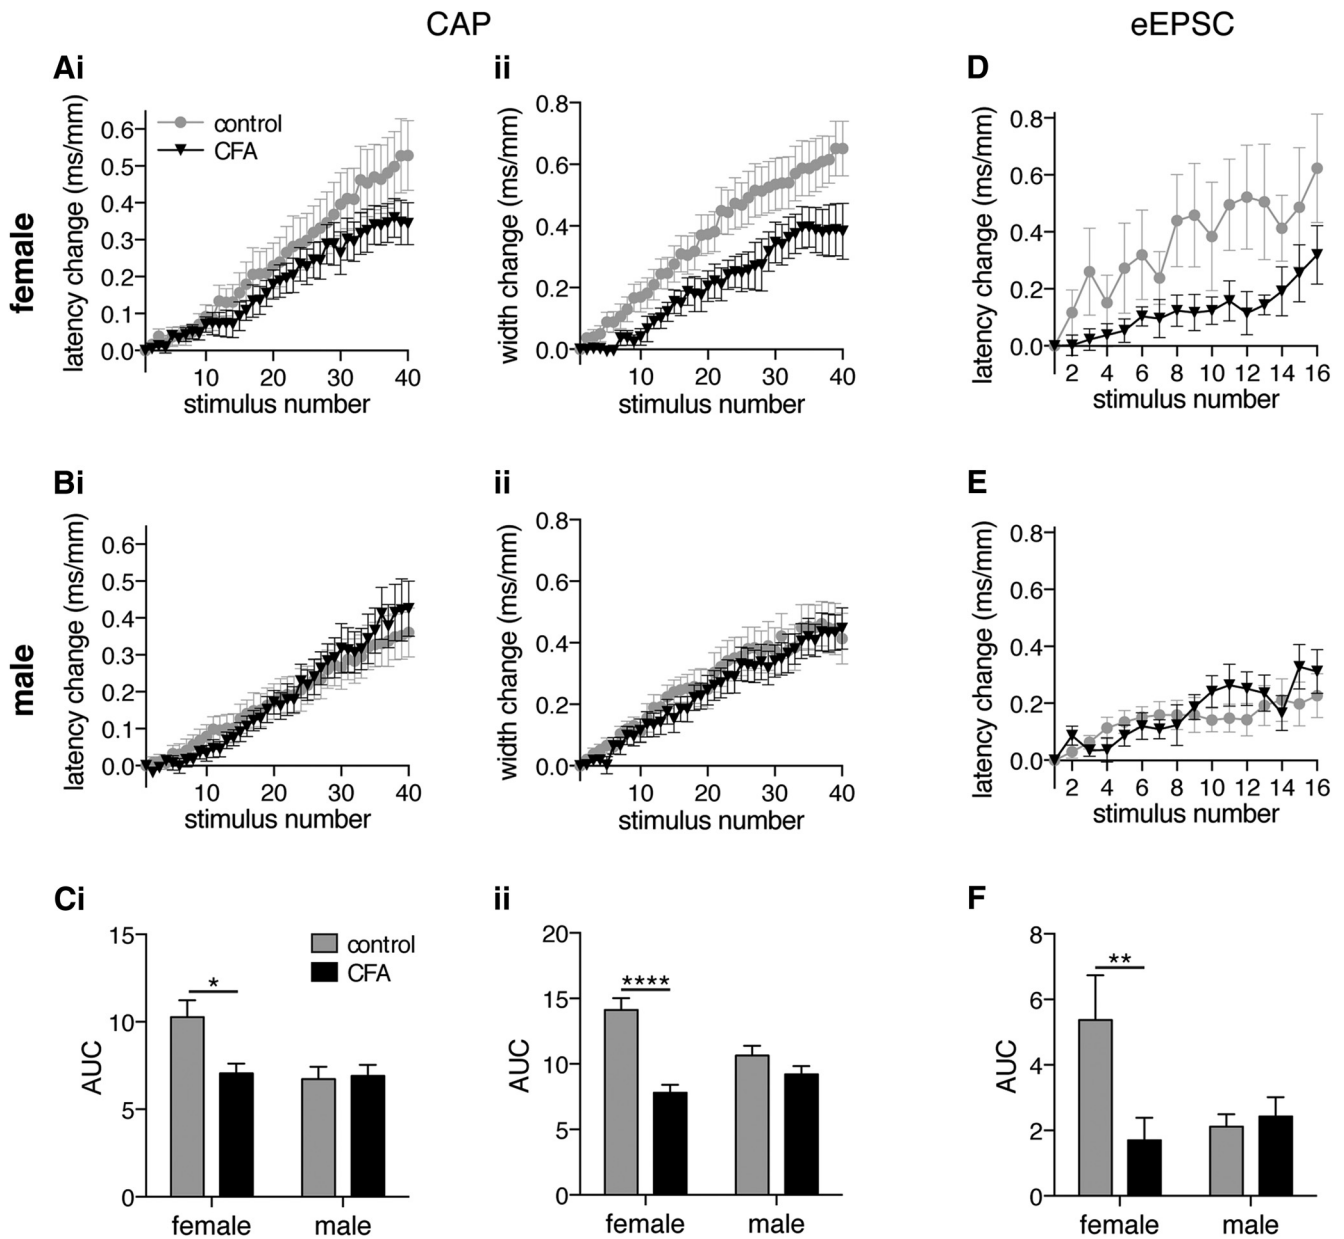 CAP
eEPSC
Ai
ii
D
female
latency change (ms/mm)
0.6
0.5
0.4
0.3
0.2
0.1
0.0
control
CFA
10
20
30
40
stimulus number
width change (ms/mm)
0.8
0.6
0.4
0.2
0.0
10
20
30
40
stimulus number
latency change (ms/mm)
0.8
0.6
0.4
0.2
0.0
2
4
6
8
10
12
14
16
stimulus number
Bi
ii
E
male
latency change (ms/mm)
0.6
0.5
0.4
0.3
0.2
0.1
0.0
10
20
30
40
stimulus number
width change (ms/mm)
0.8
0.6
0.4
0.2
0.0
10
20
30
40
stimulus number
latency change (ms/mm)
0.8
0.6
0.4
0.2
0.0
2
4
6
8
10
12
14
16
stimulus number
Ci
ii
F
AUC
15
10
5
0
control
CFA
*
female
male
AUC
20
15
10
5
0
****
female
male
AUC
8
6
4
2
0
**
female
male